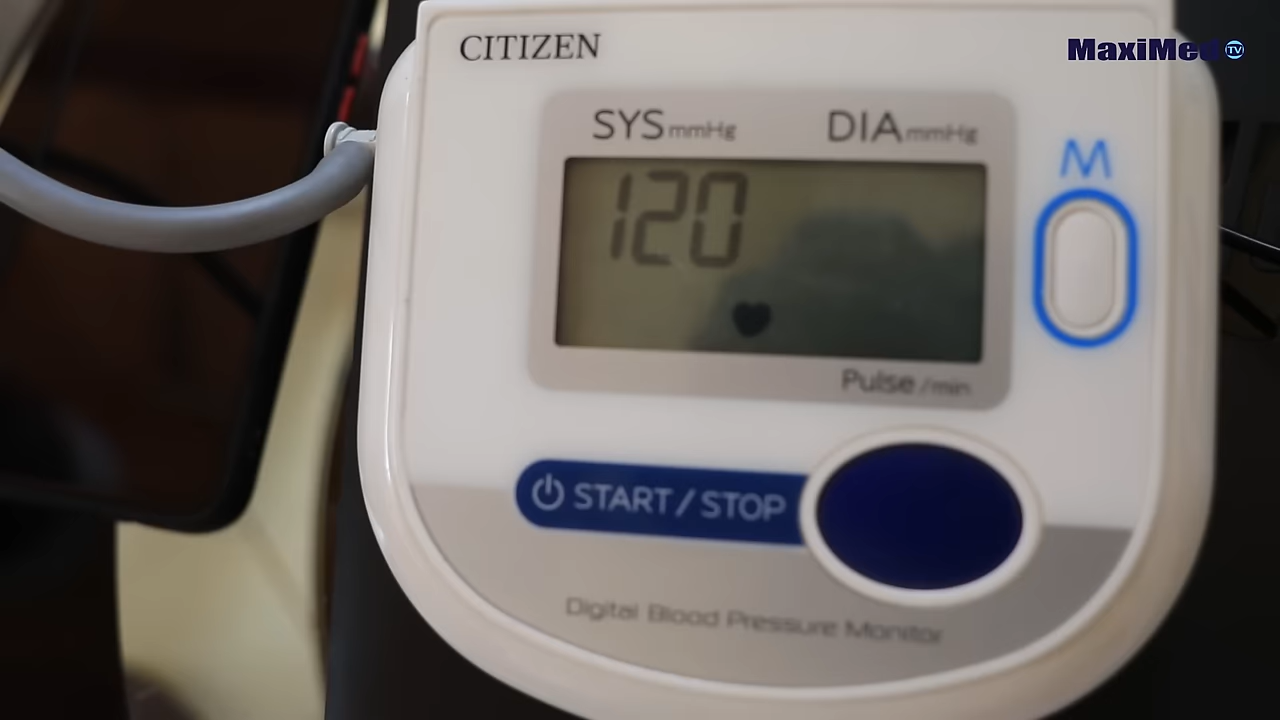 CITIZEN
MaxiMed TV
SYS mmHg DIA mmHg
M
120
Pulse /min
START / STOP
Digital Blood Pressure Monitor